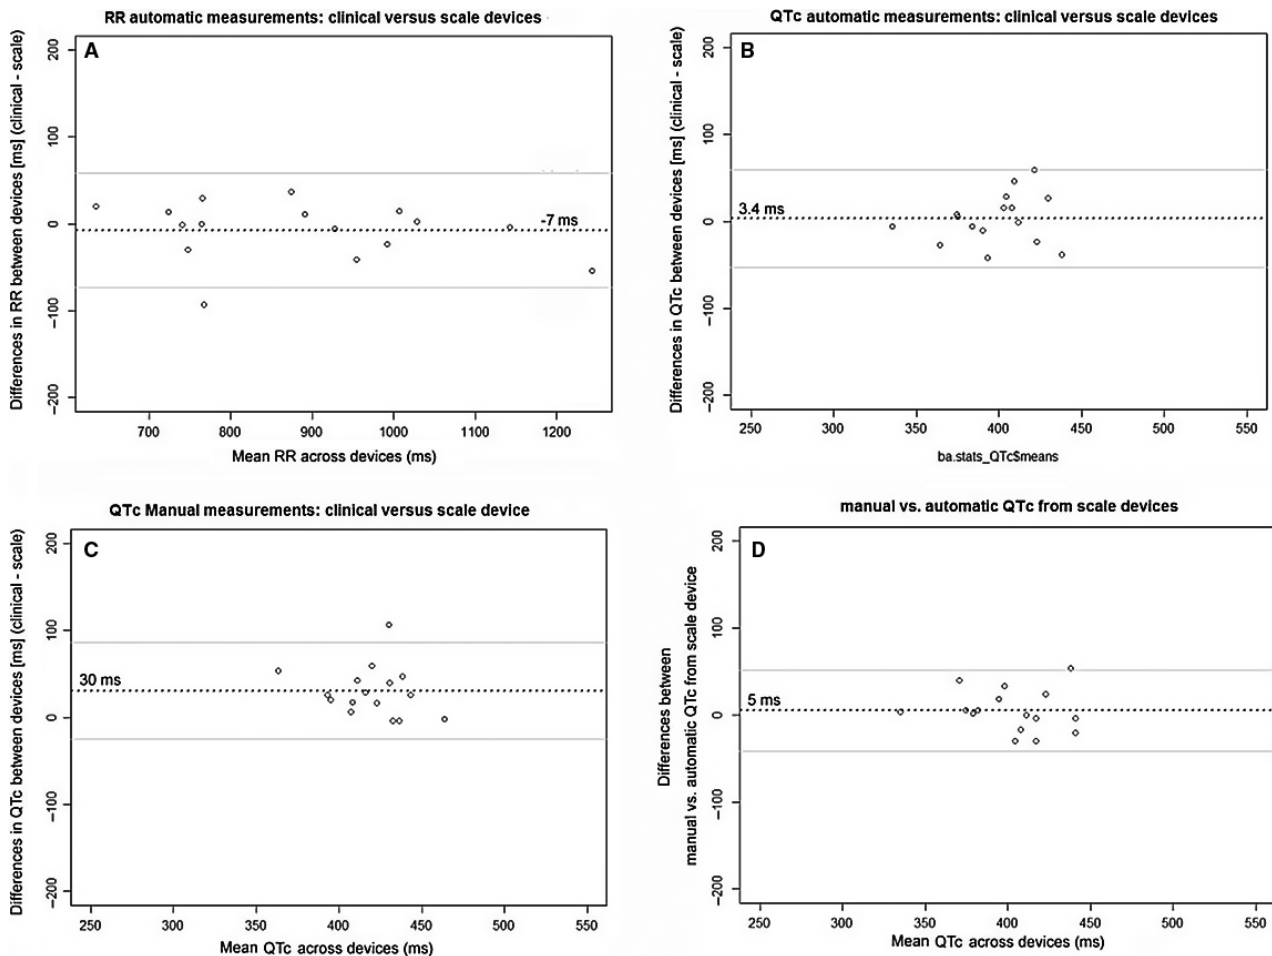 RR automatic measurements: clinical versus scale devices
A
Differences in RR between devices [ms] (clinical - scale)
200
100
0
-100
-200
-7 ms
700 800 900 1000 1100 1200
Mean RR across devices (ms)
QTc automatic measurements: clinical versus scale devices
B
Differences in QTc between devices [ms] (clinical - scale)
200
100
0
-100
-200
3.4 ms
250 300 350 400 450 500 550
ba.stats_QTc$means
QTc Manual measurements: clinical versus scale device
C
Differences in QTc between devices [ms] (clinical - scale)
200
100
0
-100
-200
30 ms
250 300 350 400 450 500 550
Mean QTc across devices (ms)
manual vs. automatic QTc from scale devices
D
Differences between
manual vs. automatic QTc from scale device
200
100
0
-100
-200
5 ms
250 300 350 400 450 500 550
Mean QTc across devices (ms)